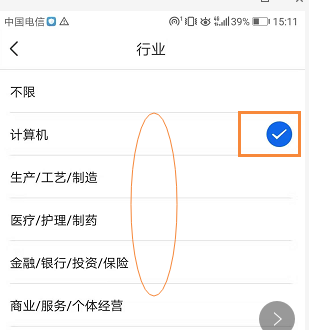 中国电信 39% 15:11
行业
不限
计算机
生产/工艺/制造
医疗/护理/制药
金融/银行/投资/保险
商业/服务/个体经营